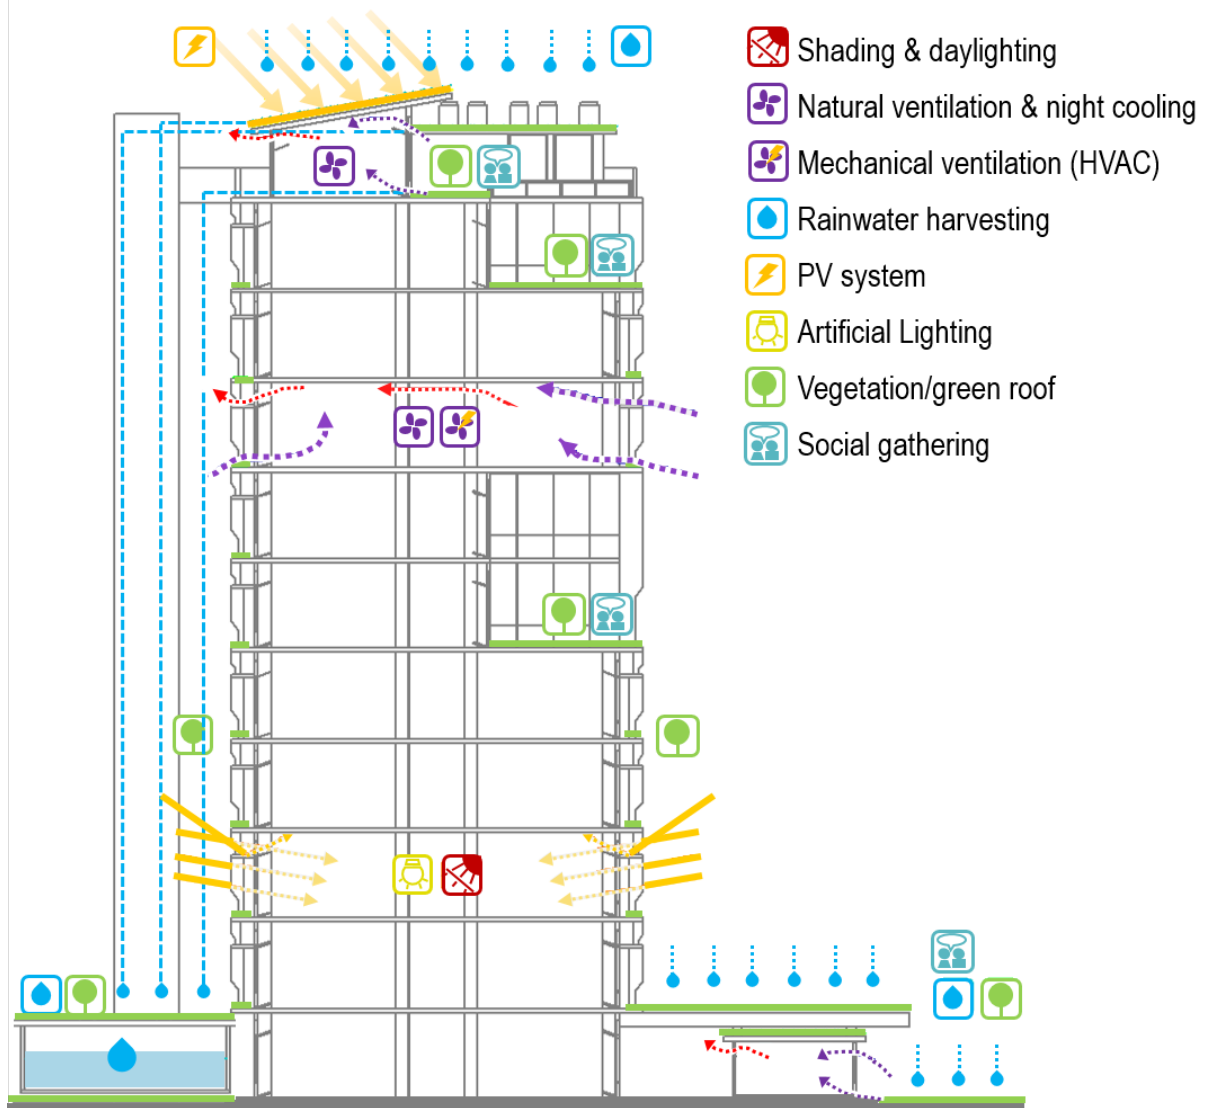 Shading & daylighting
Natural ventilation & night cooling
Mechanical ventilation (HVAC)
Rainwater harvesting
PV system
Artificial Lighting
Vegetation/green roof
Social gathering